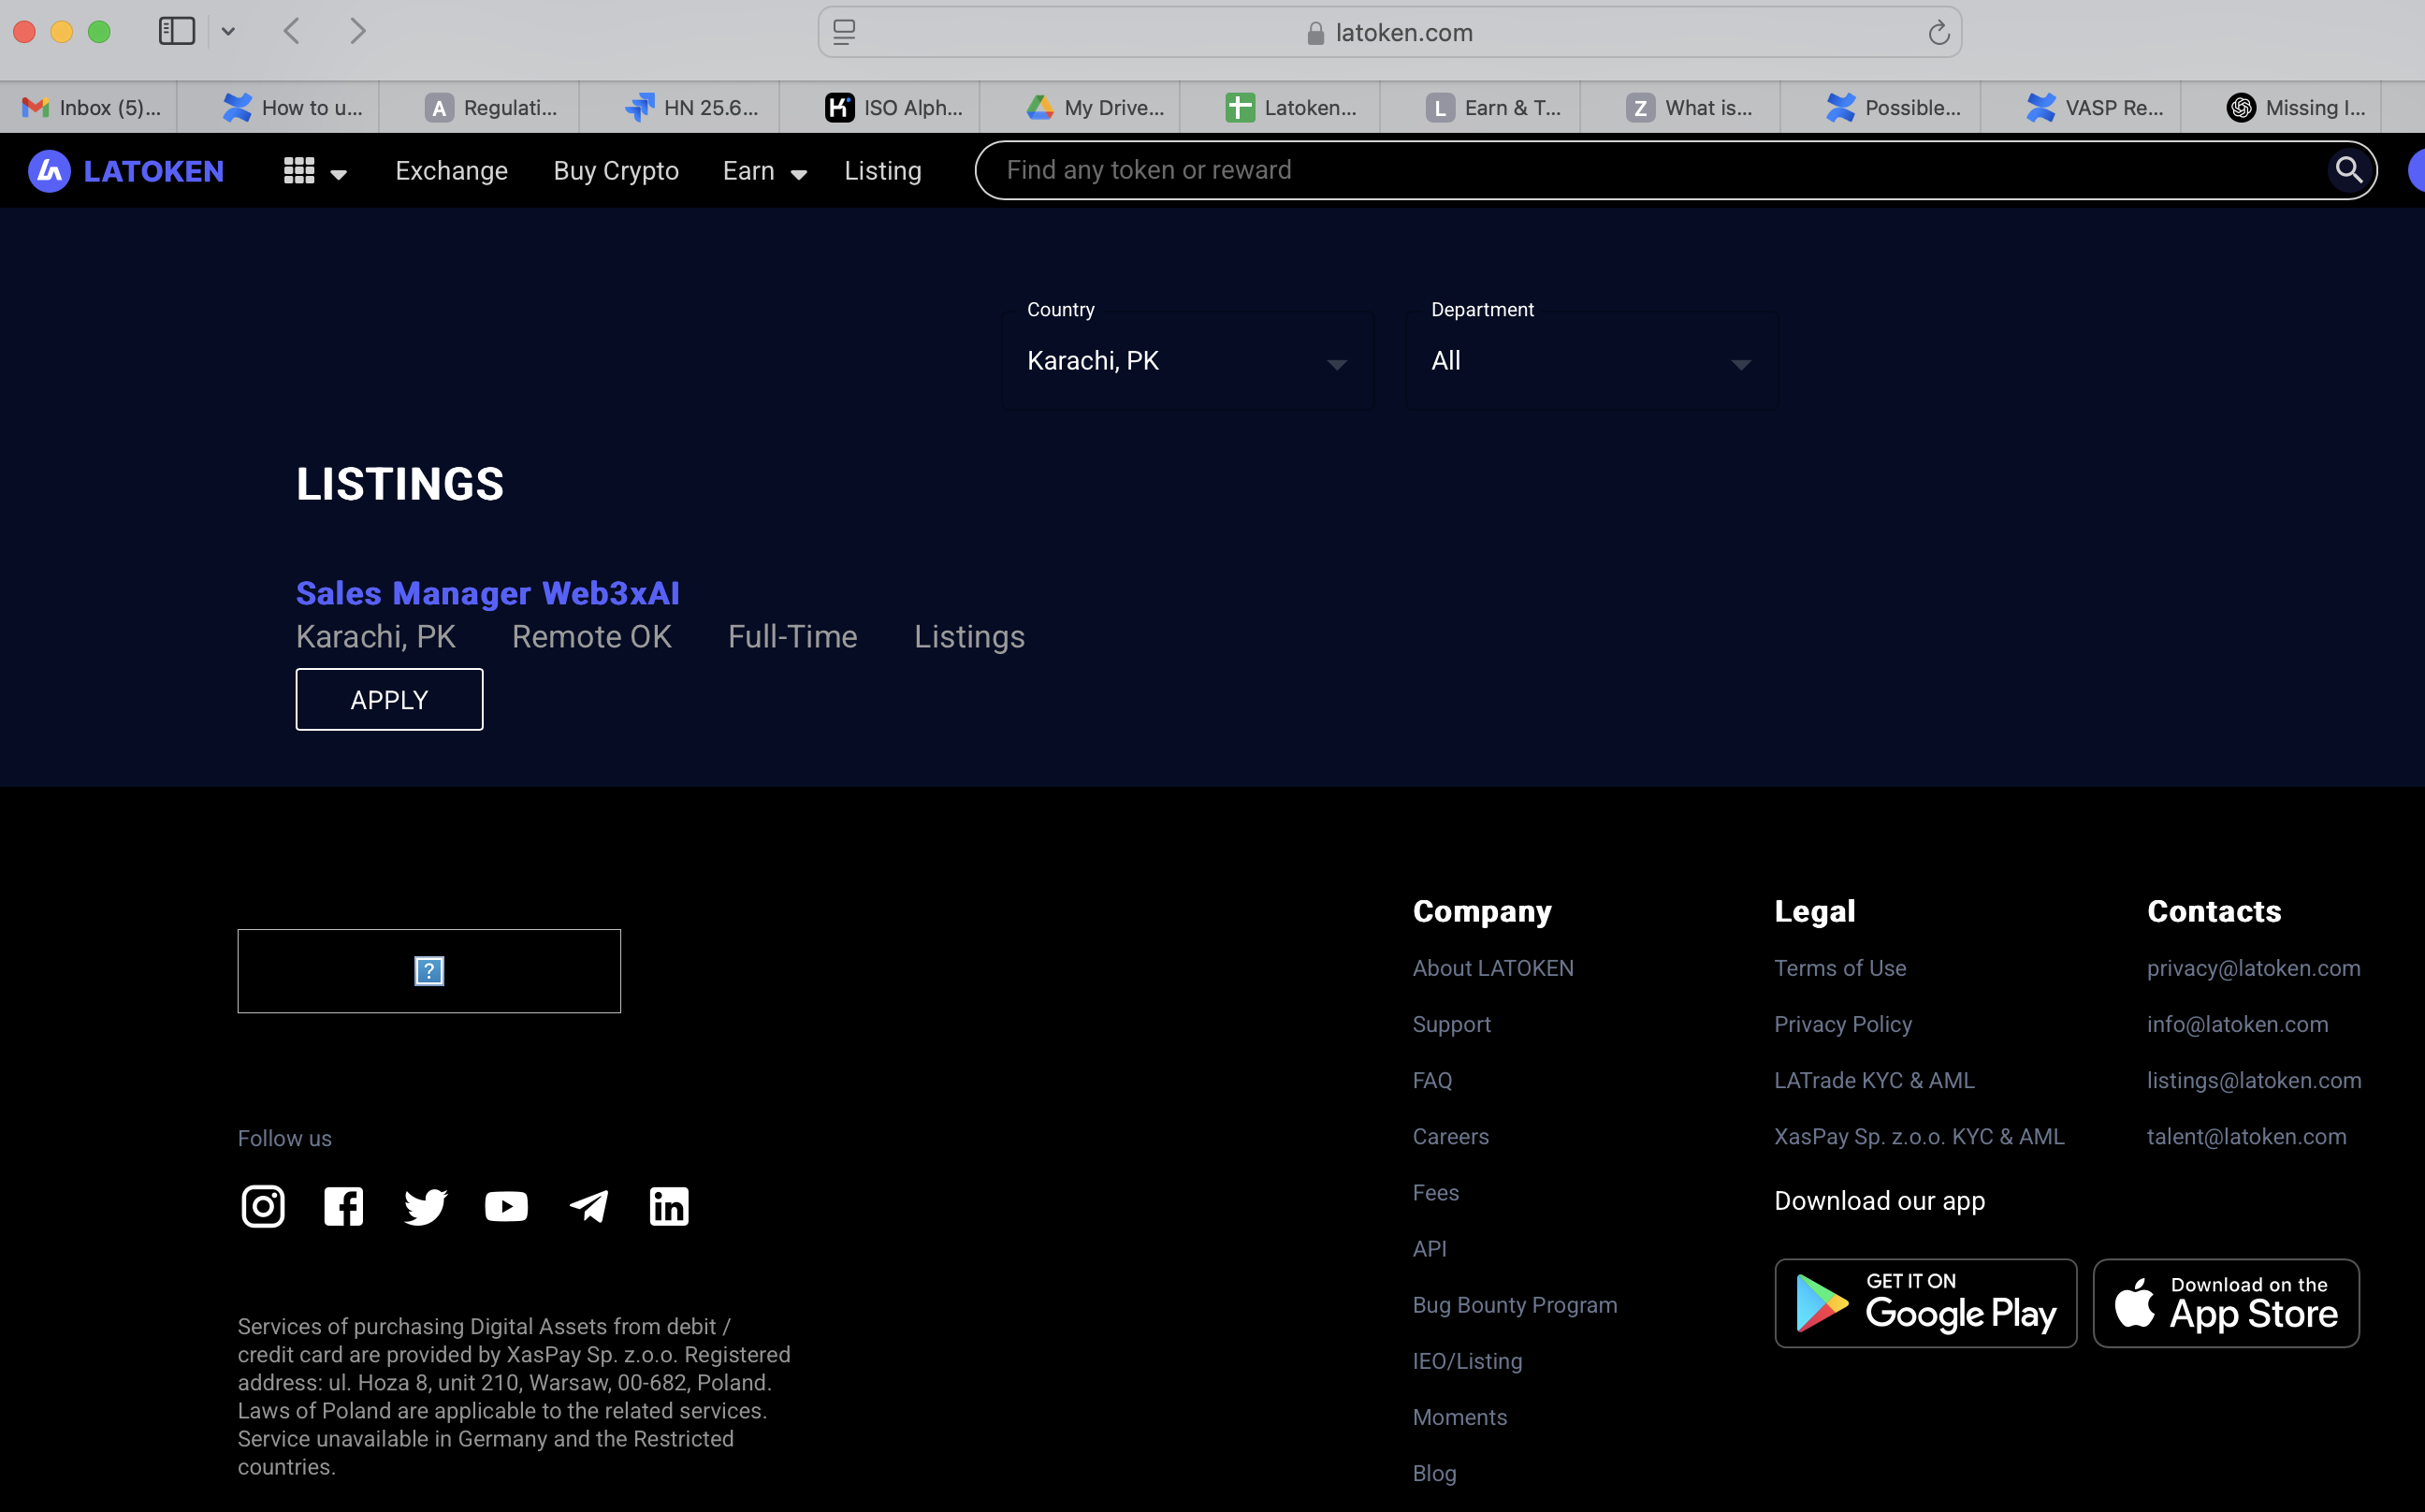 latoken.com
Inbox (5)...
How to u...
Regulati...
HN 25.6...
ISO Alph...
My Drive...
Latoken...
Earn & T...
What is...
Possible...
VASP Re...
Missing I...
LATOKEN
Exchange
Buy Crypto
Earn
Listing
Find any token or reward
Country
Karachi, PK
Department
All
LISTINGS
Sales Manager Web3xAI
Karachi, PK Remote OK Full-Time Listings
APPLY
Follow us
Services of purchasing Digital Assets from debit /
credit card are provided by XasPay Sp. z.o.o. Registered
address: ul. Hoza 8, unit 210, Warsaw, 00-682, Poland.
Laws of Poland are applicable to the related services.
Service unavailable in Germany and the Restricted
countries.
Company
About LATOKEN
Support
FAQ
Careers
Fees
API
Bug Bounty Program
IEO/Listing
Moments
Blog
Legal
Terms of Use
Privacy Policy
LATrade KYC & AML
XasPay Sp. z.o.o. KYC & AML
Download our app
GET IT ON
Google Play
Download on the
App Store
Contacts
privacy@latoken.com
info@latoken.com
listings@latoken.com
talent@latoken.com